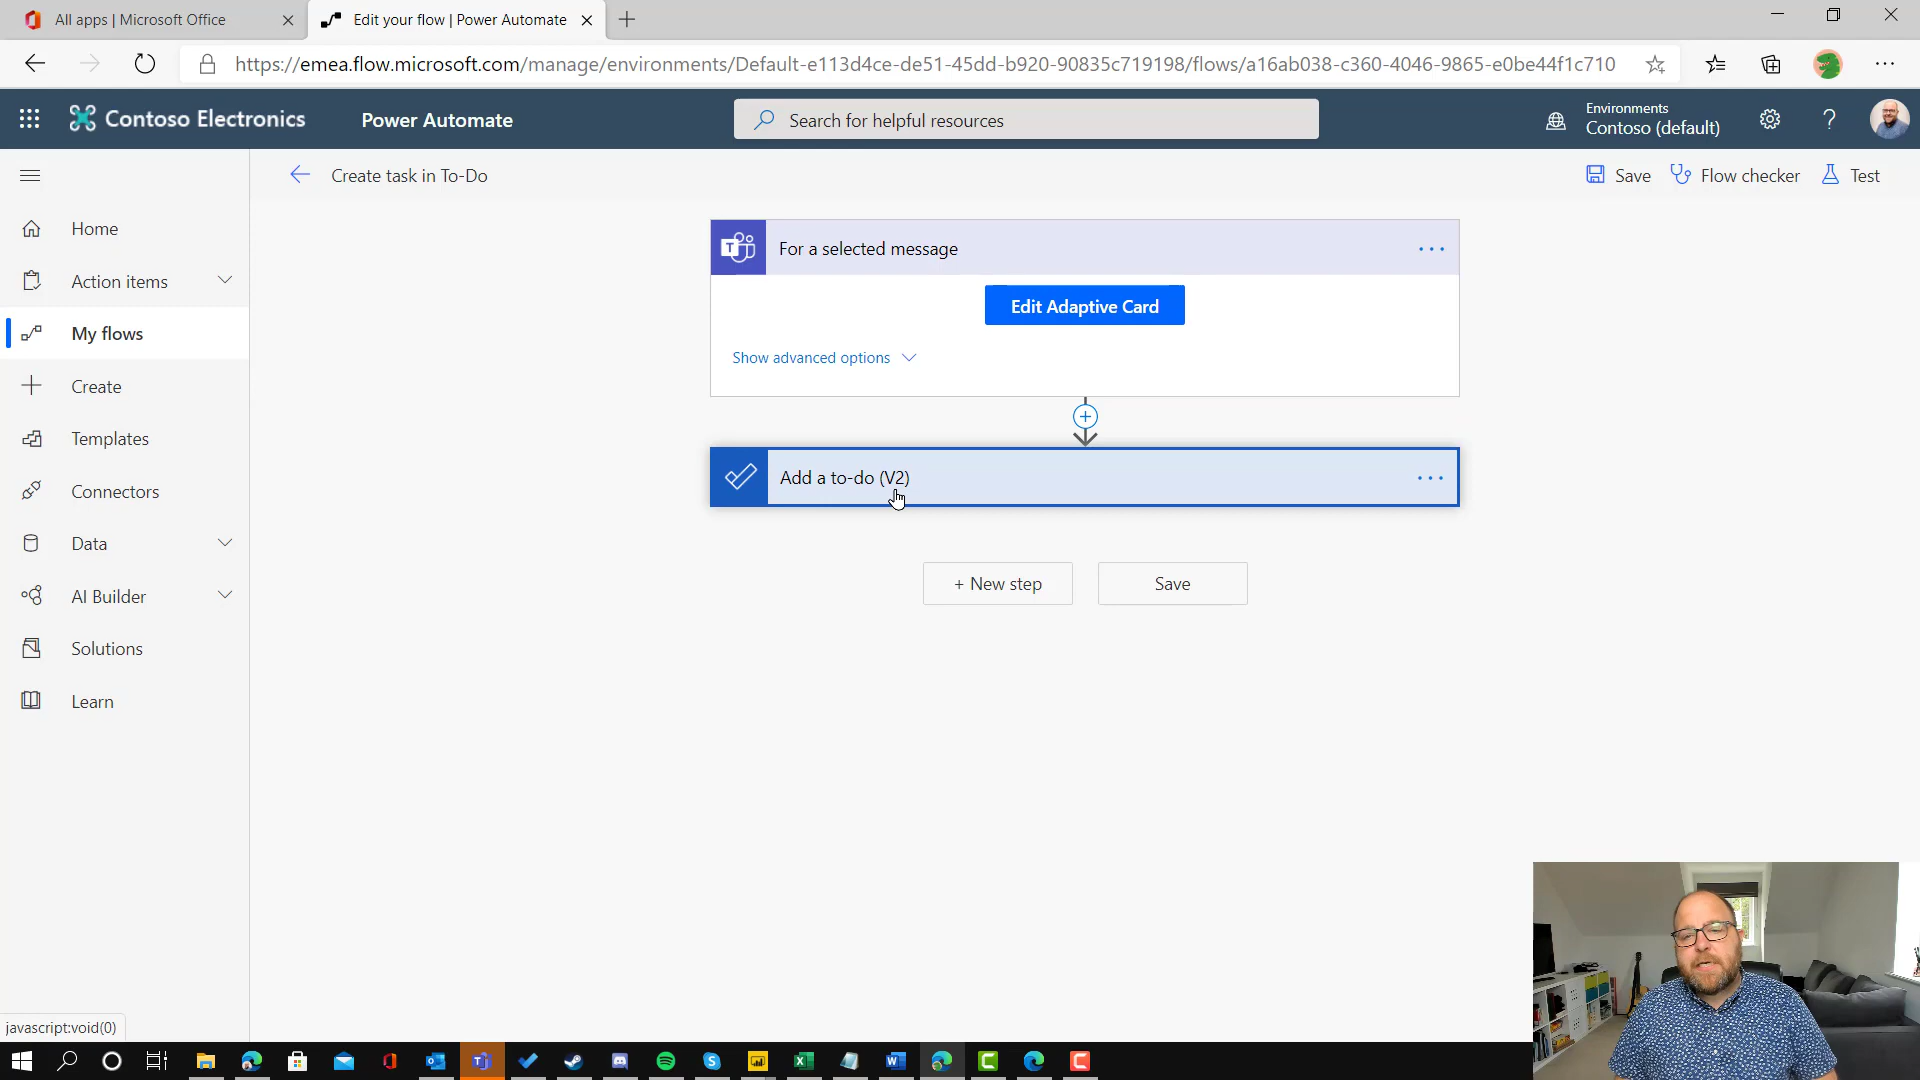 All apps | Microsoft Office
Edit your flow | Power Automate
https://emea.flow.microsoft.com/manage/environments/Default-e113d4ce-de51-45dd-b920-90835c719198/flows/a16ab038-c360-4046-9865-e0be44f1c710
Contoso Electronics
Power Automate
Search for helpful resources
Environments
Contoso (default)
Create task in To-Do
Save
Flow checker
Test
Home
Action items
My flows
Create
Templates
Connectors
Data
AI Builder
Solutions
Learn
For a selected message
Edit Adaptive Card
Show advanced options
Add a to-do (V2)
+ New step
Save
javascript:void(0)